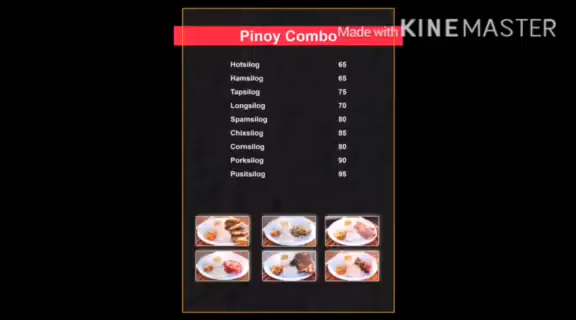 Pinoy Combo
Made with KINEMASTER
Hotsilog 65
Hamsilog 65
Tapsilog 75
Longsilog 70
Spamsilog 80
Chixsilog 85
Cornsilog 80
Porksilog 90
Pusitsilog 95